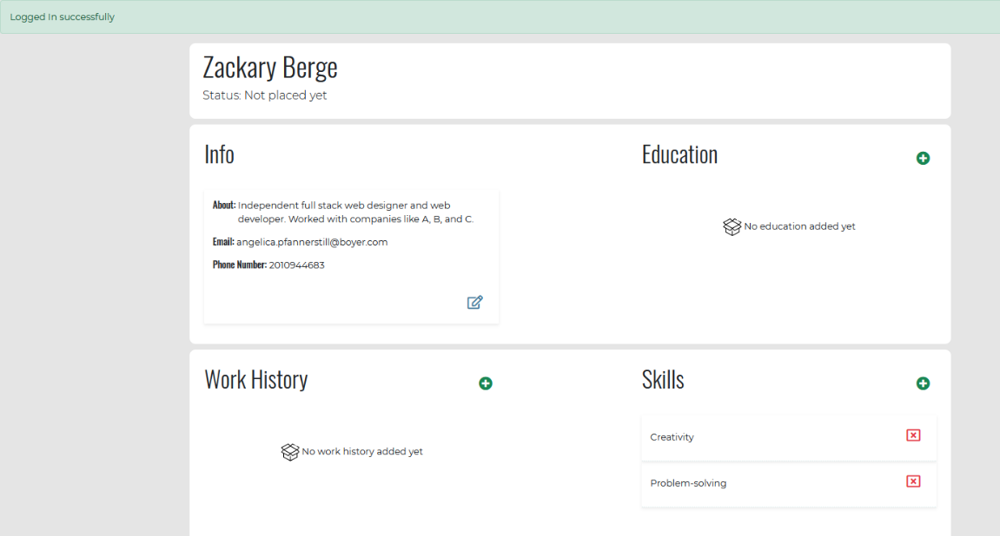 Logged In successfully
Zackary Berge
Status: Not placed yet
Info
About: Independent full stack web designer and web
developer. Worked with companies like A, B, and C.
Email: angelica.pfannerstill@boyer.com
Phone Number: 2010944683
Education
No education added yet
Work History
No work history added yet
Skills
Creativity
Problem-solving